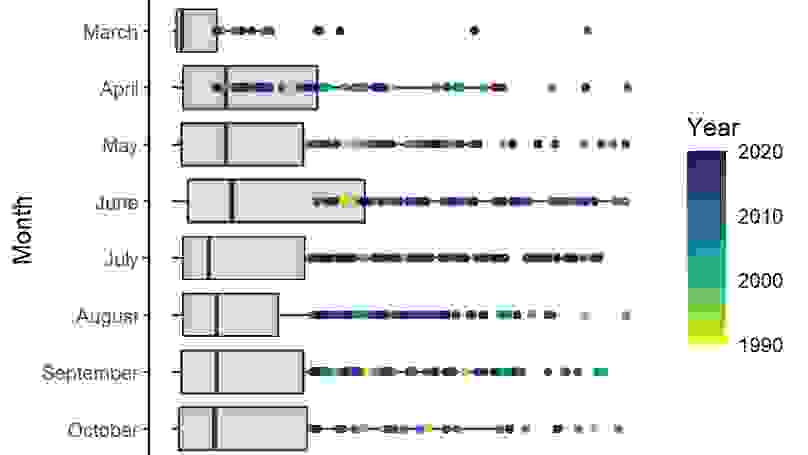 Month
March
April
May
June
July
August
September
October
Year
2020
2010
2000
1990